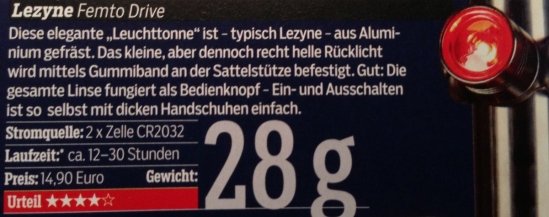 Lezyne Femto Drive
Diese elegante „Leuchttonne“ ist – typisch Lezyne – aus Alumi-
nium gefräst. Das kleine, aber dennoch recht helle Rücklicht
wird mittels Gummiband an der Sattelstütze befestigt. Gut: Die
gesamte Linse fungiert als Bedienknopf – Ein- und Ausschalten
ist so selbst mit dicken Handschuhen einfach.
Stromquelle: 2 x Zelle CR2032
Laufzeit:* ca. 12–30 Stunden
Preis: 14,90 Euro Gewicht: 28 g
Urteil ★★★★☆